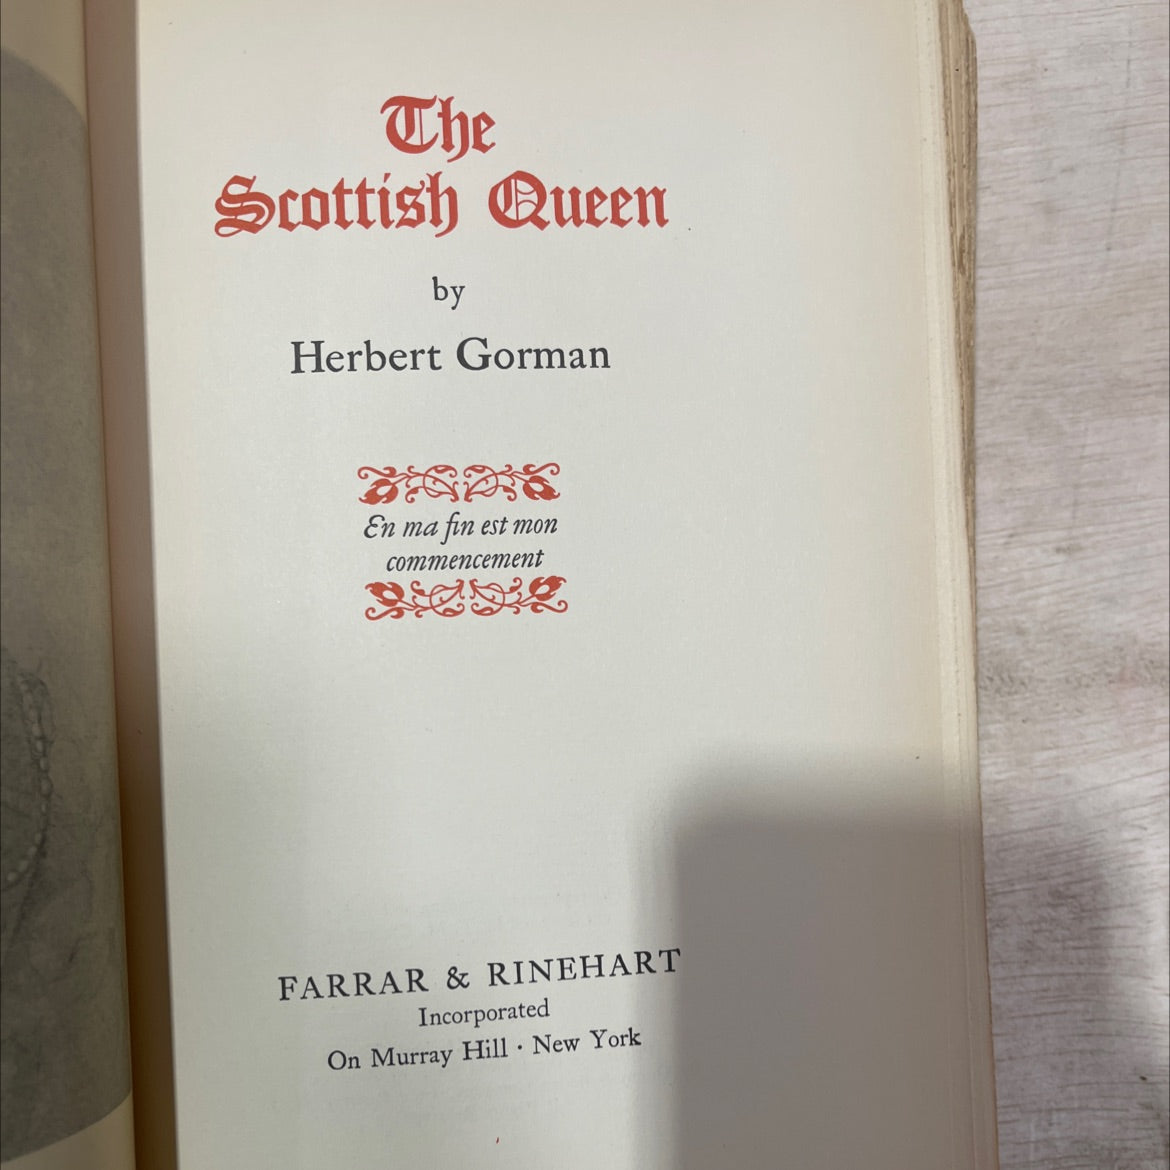 The
Scottish Queen
by
Herbert Gorman
En ma fin est mon
commencement
FARRAR & RINEHART
Incorporated
On Murray Hill · New York